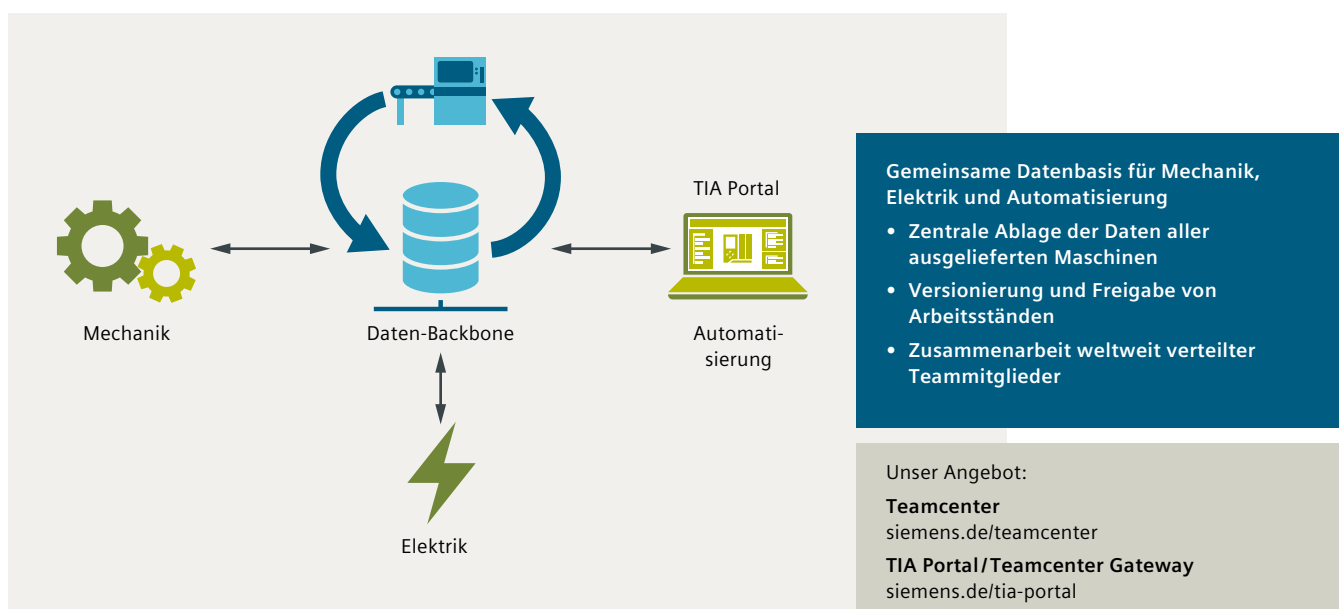 TIA Portal
Mechanik
Daten-Backbone
Automati-
sierung
Elektrik
Gemeinsame Datenbasis für Mechanik,
Elektrik und Automatisierung
• Zentrale Ablage der Daten aller
ausgelieferten Maschinen
• Versionierung und Freigabe von
Arbeitsständen
• Zusammenarbeit weltweit verteilter
Teammitglieder
Unser Angebot:
Teamcenter
siemens.de/teamcenter
TIA Portal/Teamcenter Gateway
siemens.de/tia-portal